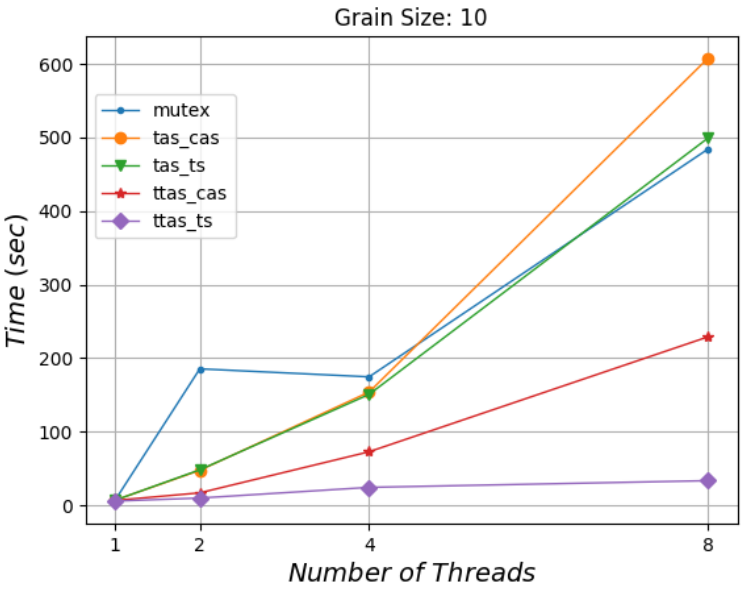 Grain Size: 10
600
500
400
300
200
100
0
mutex
tas_cas
tas_ts
ttas_cas
ttas_ts
Time (sec)
1 2 4 8
Number of Threads